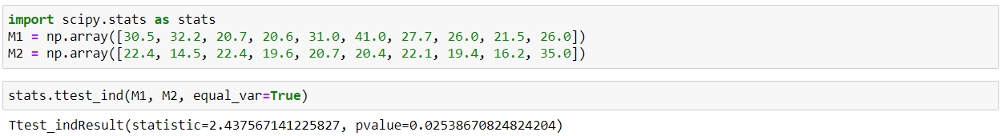 import scipy.stats as stats
M1 = np.array([30.5, 32.2, 20.7, 20.6, 31.0, 41.0, 27.7, 26.0, 21.5, 26.0])
M2 = np.array([22.4, 14.5, 22.4, 19.6, 20.7, 20.4, 22.1, 19.4, 16.2, 35.0])
stats.ttest_ind(M1, M2, equal_var=True)
Ttest_indResult(statistic=2.437567141225827, pvalue=0.02538670824824204)